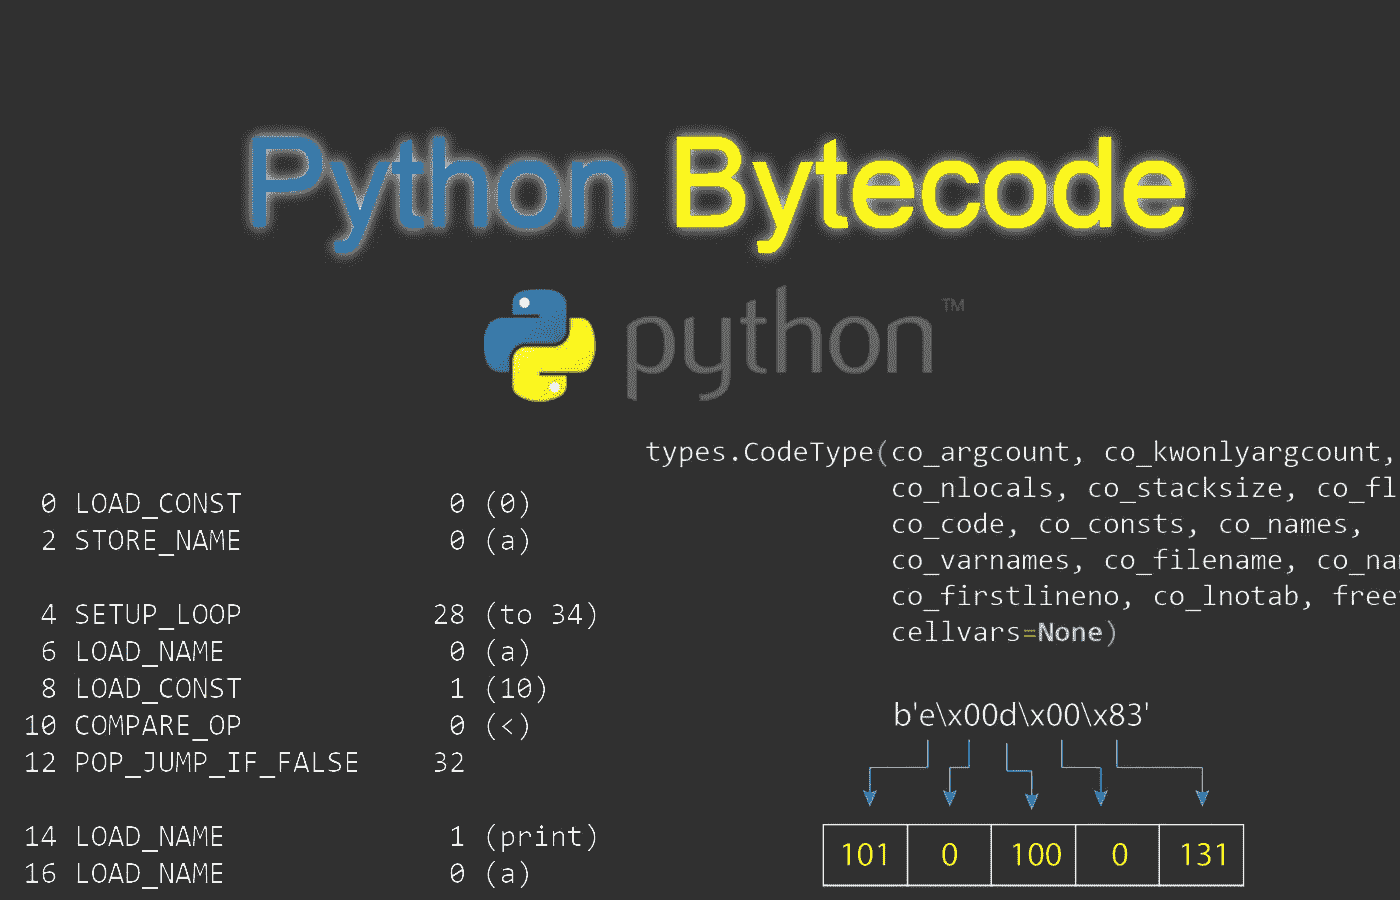 Python Bytecode
python™
0 LOAD_CONST 0 (0)
2 STORE_NAME 0 (a)
4 SETUP_LOOP 28 (to 34)
6 LOAD_NAME 0 (a)
8 LOAD_CONST 1 (10)
10 COMPARE_OP 0 (<)
12 POP_JUMP_IF_FALSE 32
14 LOAD_NAME 1 (print)
16 LOAD_NAME 0 (a)
types.CodeType(co_argcount, co_kwonlyargcount,
co_nlocals, co_stacksize, co_fl
co_code, co_consts, co_names,
co_varnames, co_filename, co_na
co_firstlineno, co_lnotab, free
cellvars=None)
b'e\x00d\x00\x83'
101 0 100 0 131